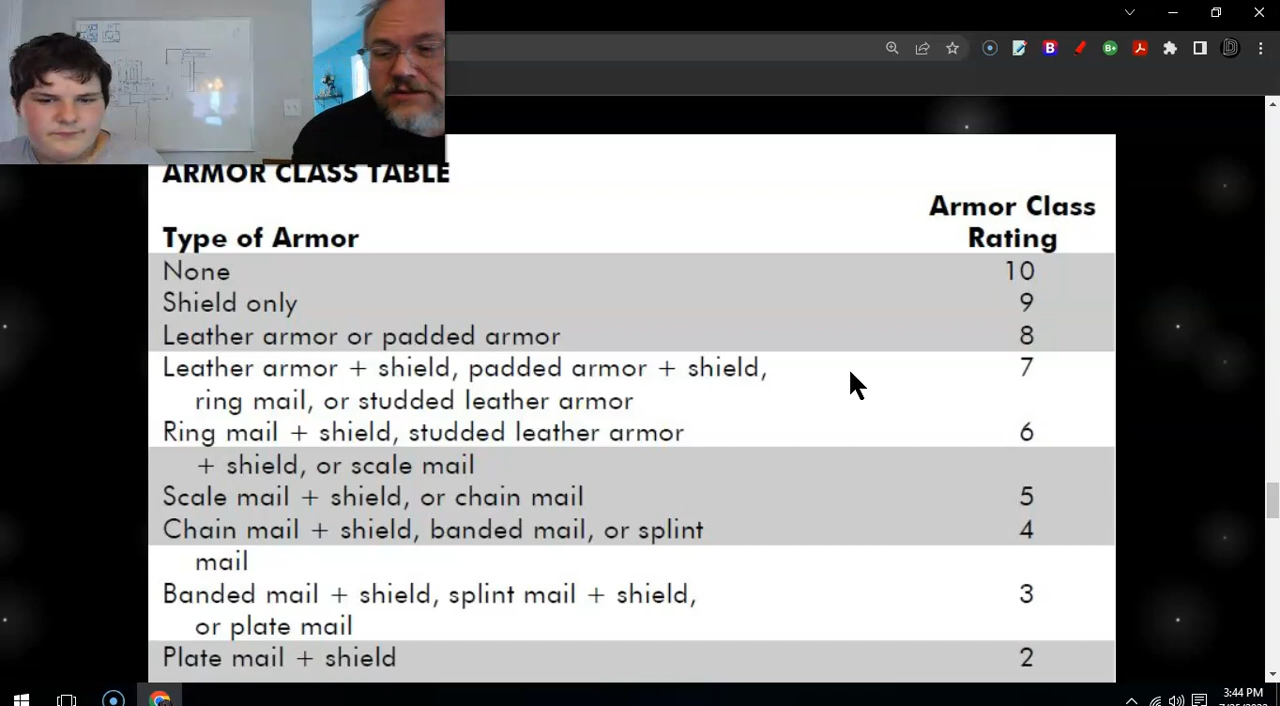 ARMOR CLASS TABLE
Armor Class
Type of Armor Rating
None 10
Shield only 9
Leather armor or padded armor 8
Leather armor + shield, padded armor + shield, 7
ring mail, or studded leather armor
Ring mail + shield, studded leather armor 6
+ shield, or scale mail
Scale mail + shield, or chain mail 5
Chain mail + shield, banded mail, or splint 4
mail
Banded mail + shield, splint mail + shield, 3
or plate mail
Plate mail + shield 2
3:44 PM